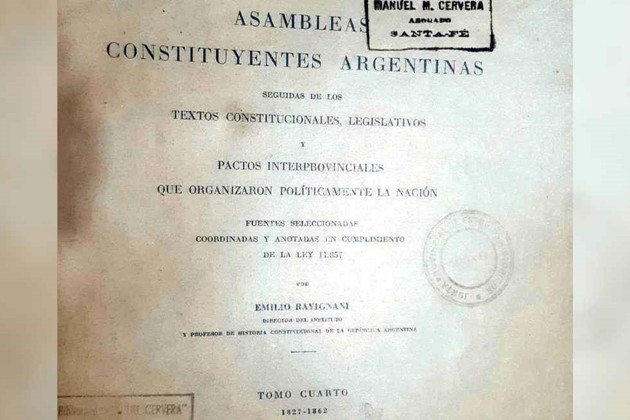 MANUEL M. CERVERA
ABOGADO
SANTA-FÉ
ASAMBLEAS
CONSTITUYENTES ARGENTINAS
SEGUIDAS DE LOS
TEXTOS CONSTITUCIONALES, LEGISLATIVOS
Y
PACTOS INTERPROVINCIALES
QUE ORGANIZARON POLÍTICAMENTE LA NACIÓN
FUENTES SELECCIONADAS
COORDINADAS Y ANOTADAS EN CUMPLIMIENTO
DE LA LEY 11.857
POR
EMILIO RAVIGNANI
DIRECTOR DEL INSTITUTO
Y PROFESOR DE HISTORIA CONSTITUCIONAL DE LA REPÚBLICA ARGENTINA
TOMO CUARTO
1827-1862
CERVERA"